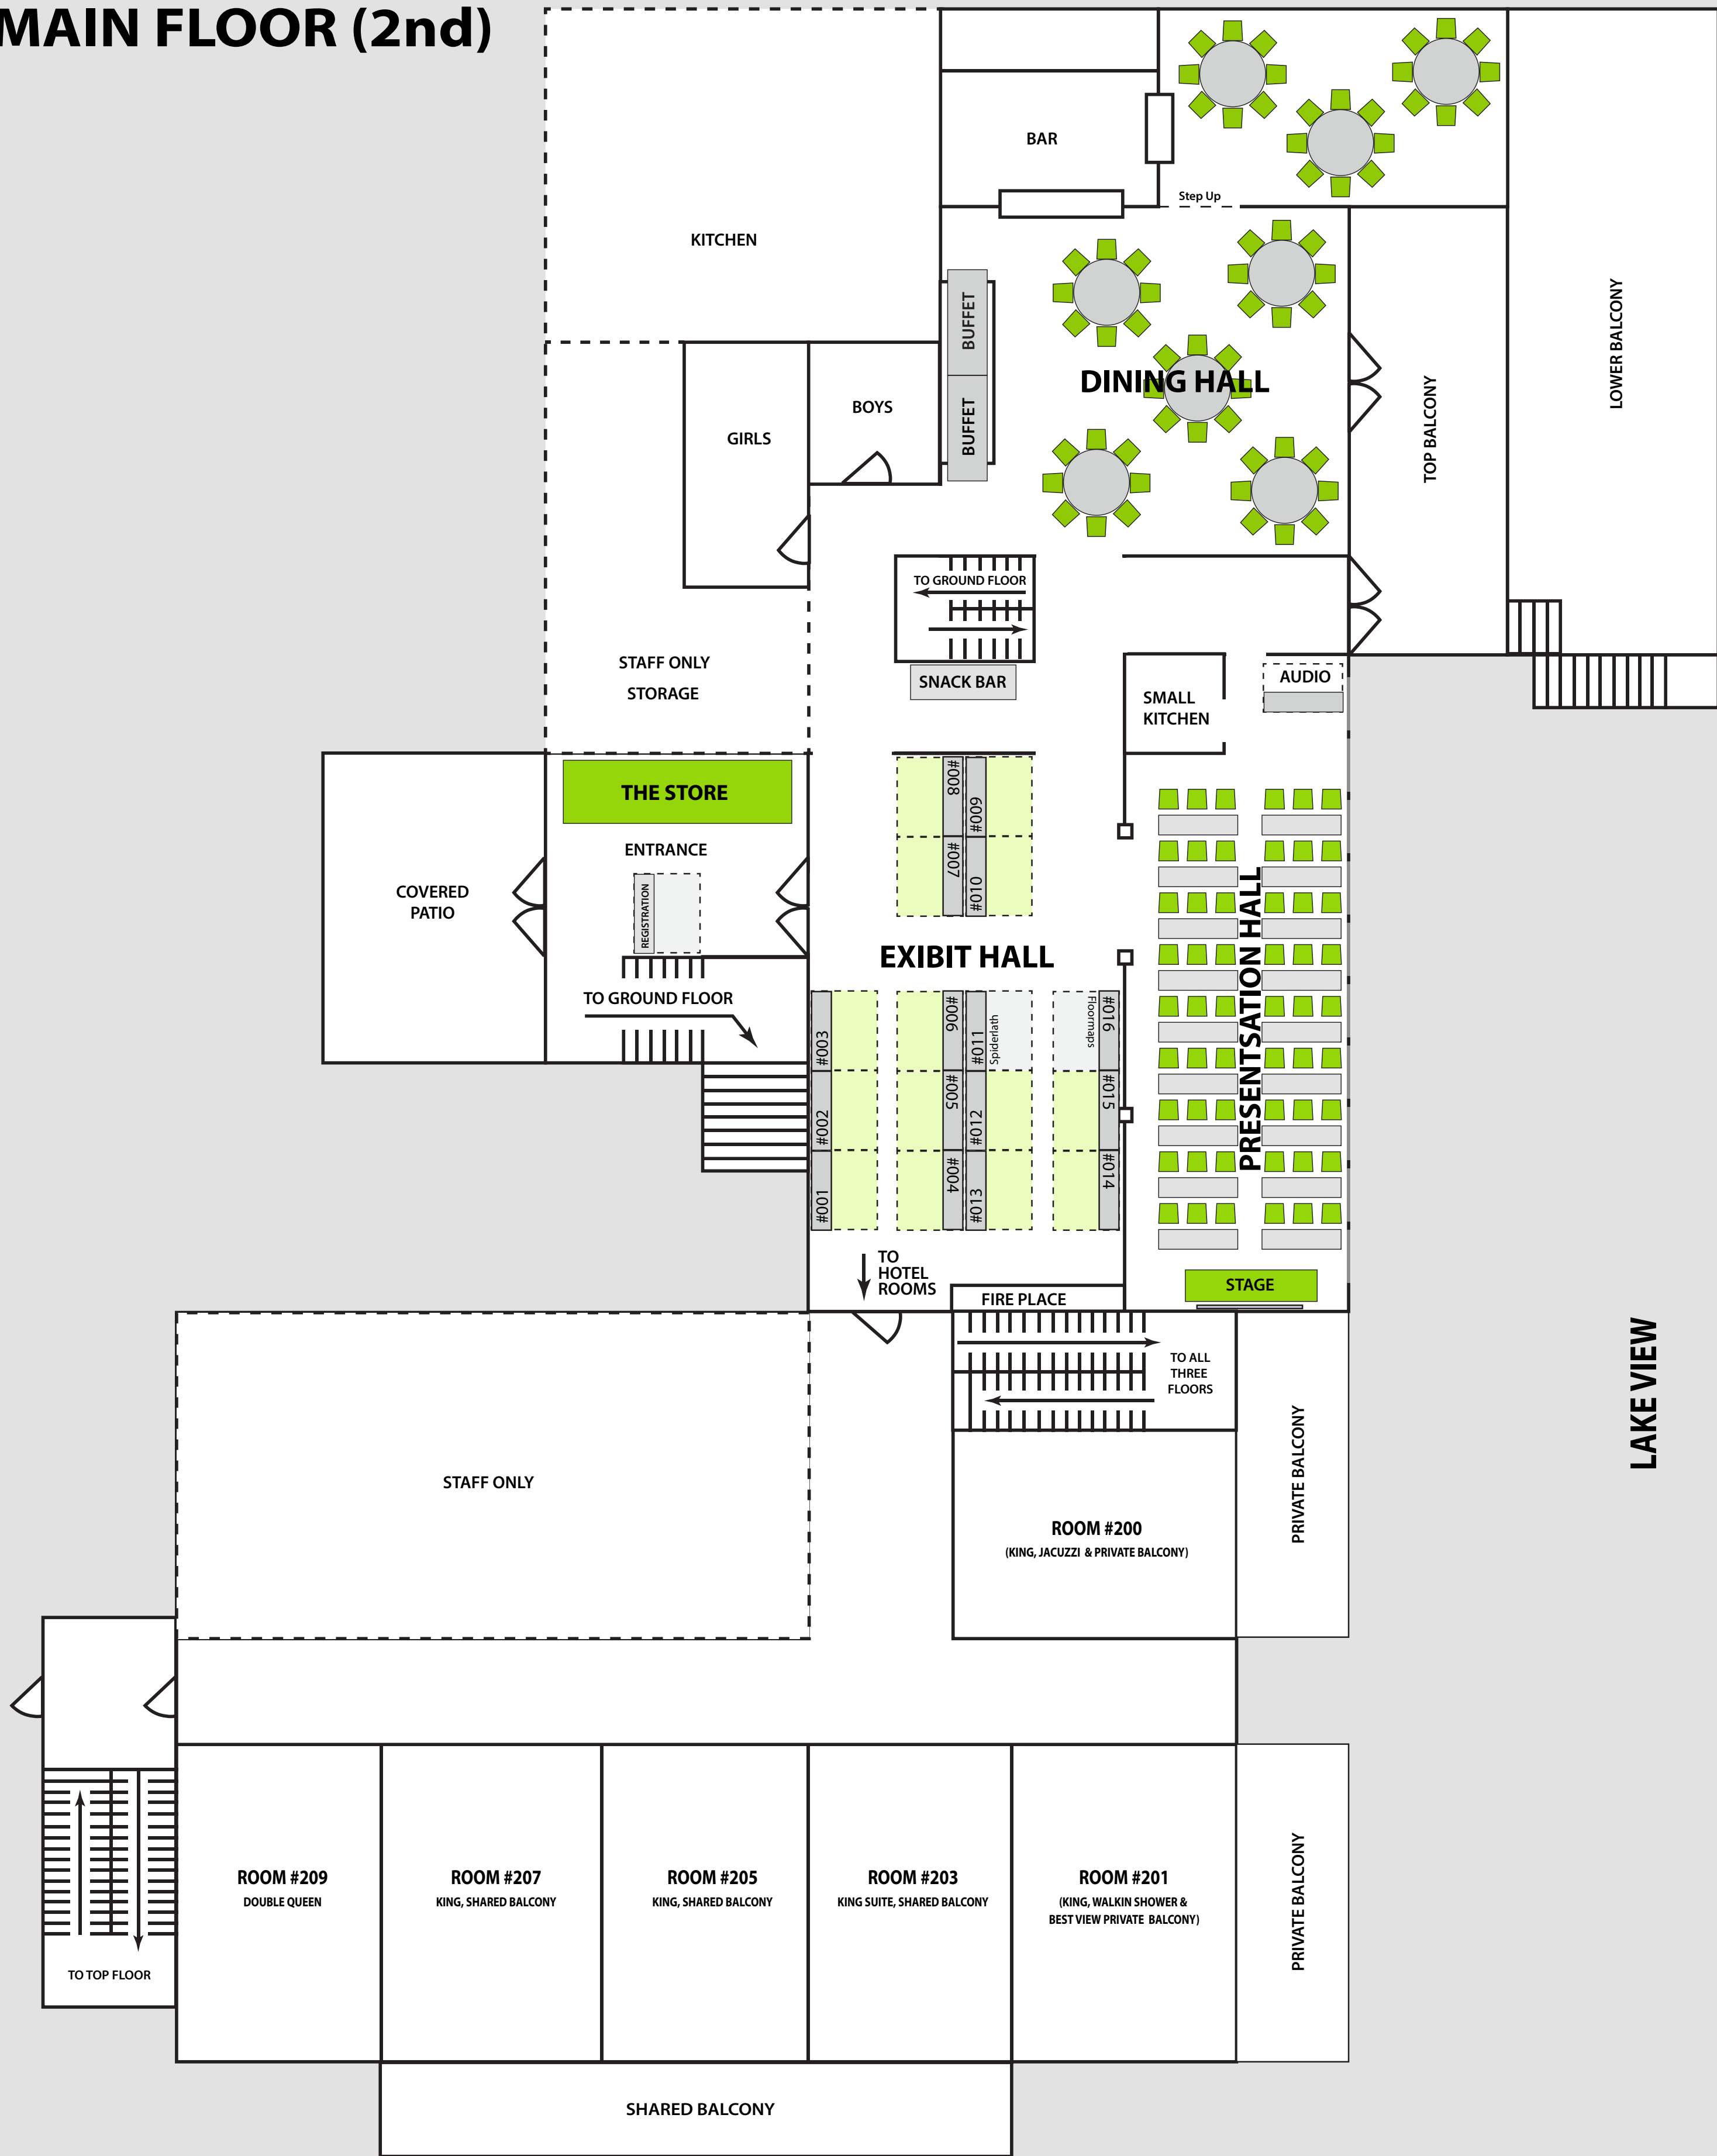 MAIN FLOOR (2nd)
BAR
Step Up
KITCHEN
BUFFET
BUFFET
DINING HALL
BOYS
GIRLS
TOP BALCONY
LOWER BALCONY
TO GROUND FLOOR
SNACK BAR
STAFF ONLY
STORAGE
SMALL
KITCHEN
AUDIO
THE STORE
ENTRANCE
REGISTRATION
COVERED
PATIO
TO GROUND FLOOR
#008
#009
#007
#010
EXIBIT HALL
PRESENTSATION HALL
#003
#006
#011
Spiderlath
Floormaps
#016
#002
#005
#012
#015
#001
#004
#013
#014
TO
HOTEL
ROOMS
FIRE PLACE
STAGE
TO ALL
THREE
FLOORS
LAKE VIEW
PRIVATE BALCONY
STAFF ONLY
ROOM #200
(KING, JACUZZI & PRIVATE BALCONY)
ROOM #209
DOUBLE QUEEN
ROOM #207
KING, SHARED BALCONY
ROOM #205
KING, SHARED BALCONY
ROOM #203
KING SUITE, SHARED BALCONY
ROOM #201
(KING, WALKIN SHOWER &
BEST VIEW PRIVATE BALCONY)
PRIVATE BALCONY
TO TOP FLOOR
SHARED BALCONY